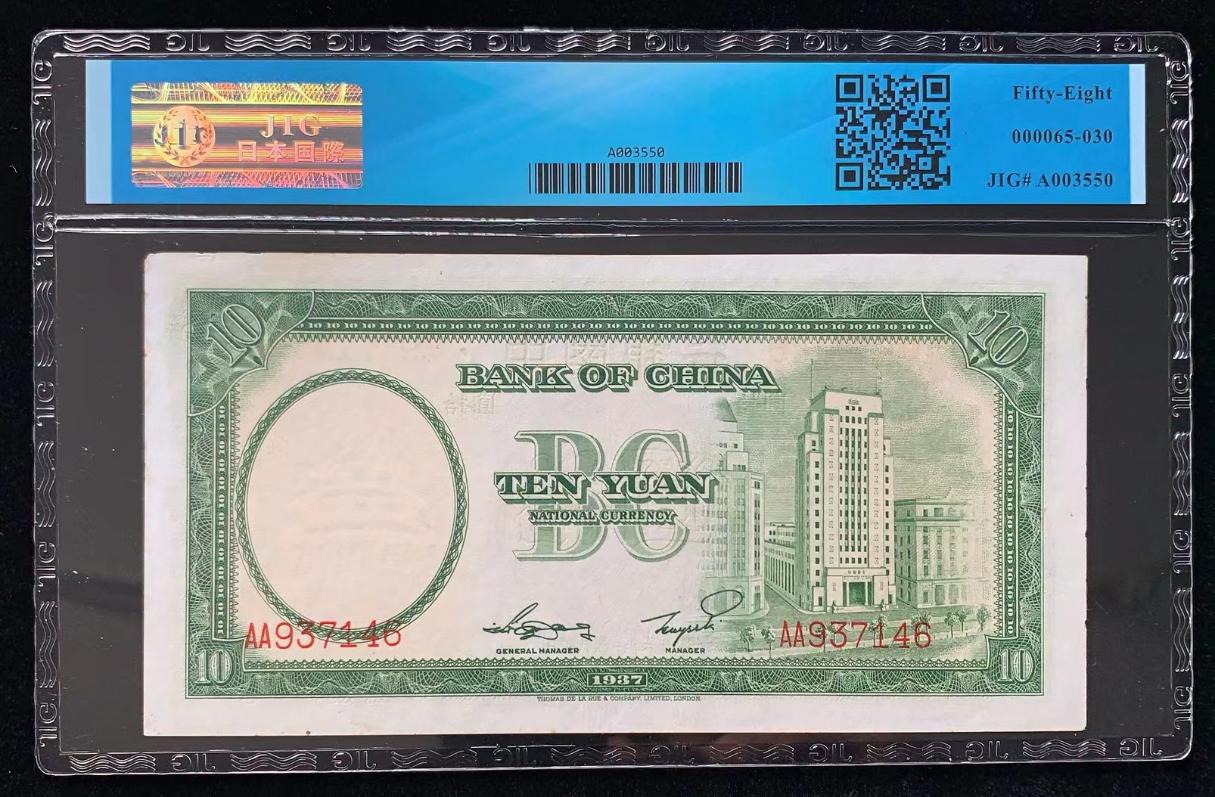 JIG
日本国際
A003550
Fifty-Eight
000065-030
JIG# A003550
10
10
BANK OF CHINA
BC
TEN YUAN
NATIONAL CURRENCY
AA937146
AA937146
GENERAL MANAGER
MANAGER
10
1937
10
THOMAS DE LA RUE & COMPANY, LIMITED, LONDON.